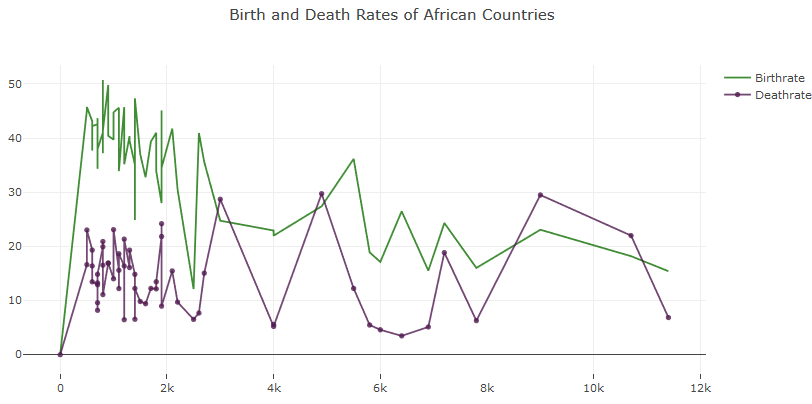 Birth and Death Rates of African Countries
Birthrate
Deathrate
50
40
30
20
10
0
0 2k 4k 6k 8k 10k 12k